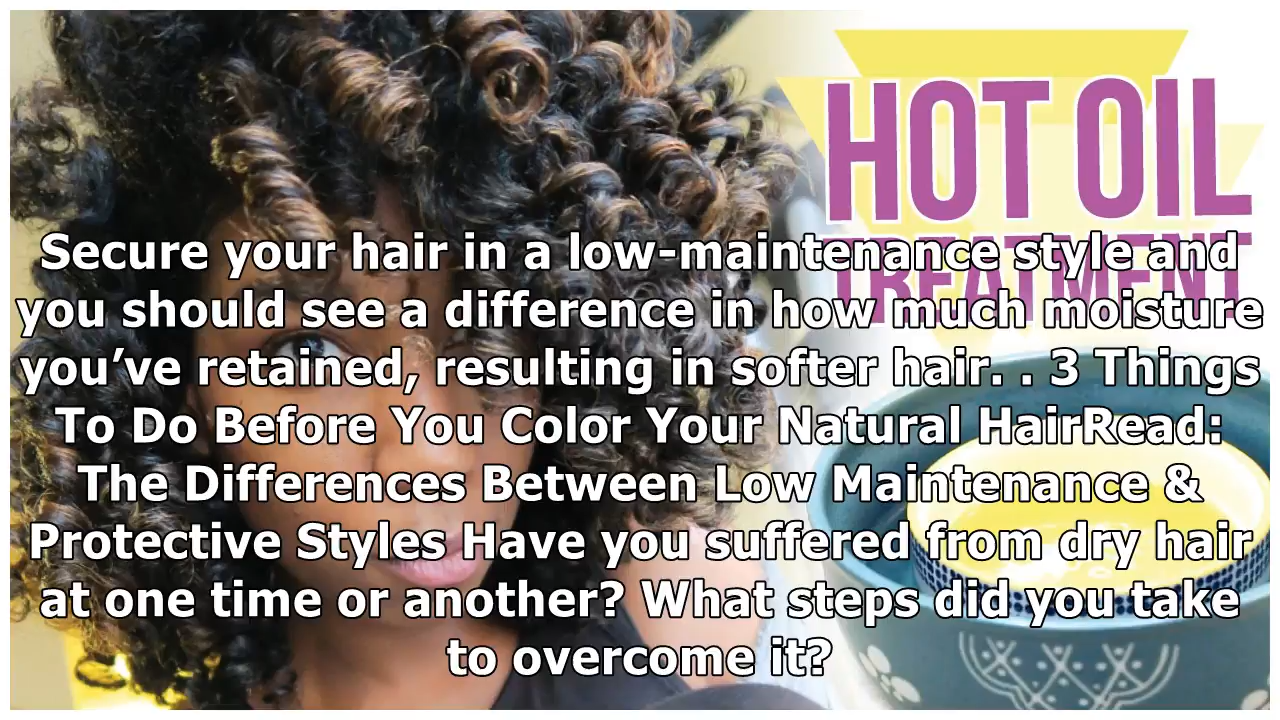 HOT OIL
TREATMENT
Secure your hair in a low-maintenance style and
you should see a difference in how much moisture
you’ve retained, resulting in softer hair. . 3 Things
To Do Before You Color Your Natural HairRead:
The Differences Between Low Maintenance &
Protective Styles Have you suffered from dry hair
at one time or another? What steps did you take
to overcome it?